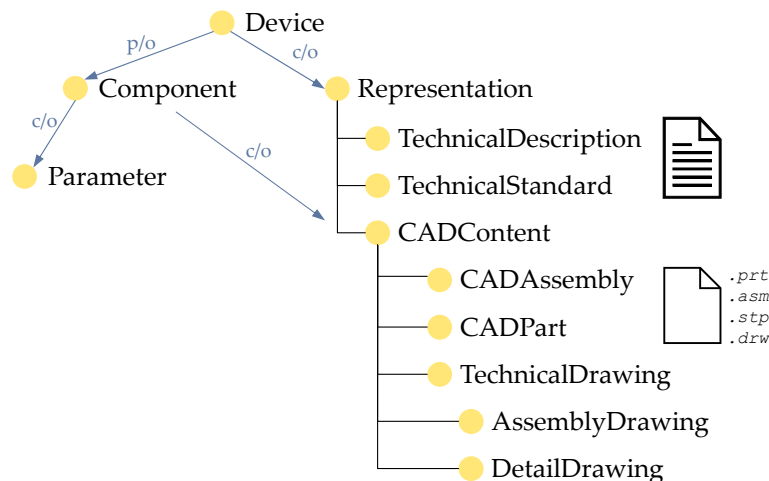 Device
p/o
c/o
Component
Representation
c/o
c/o
TechnicalDescription
Parameter
TechnicalStandard
CADContent
CADAssembly
.prt
.asm
.stp
.drw
CADPart
TechnicalDrawing
AssemblyDrawing
DetailDrawing